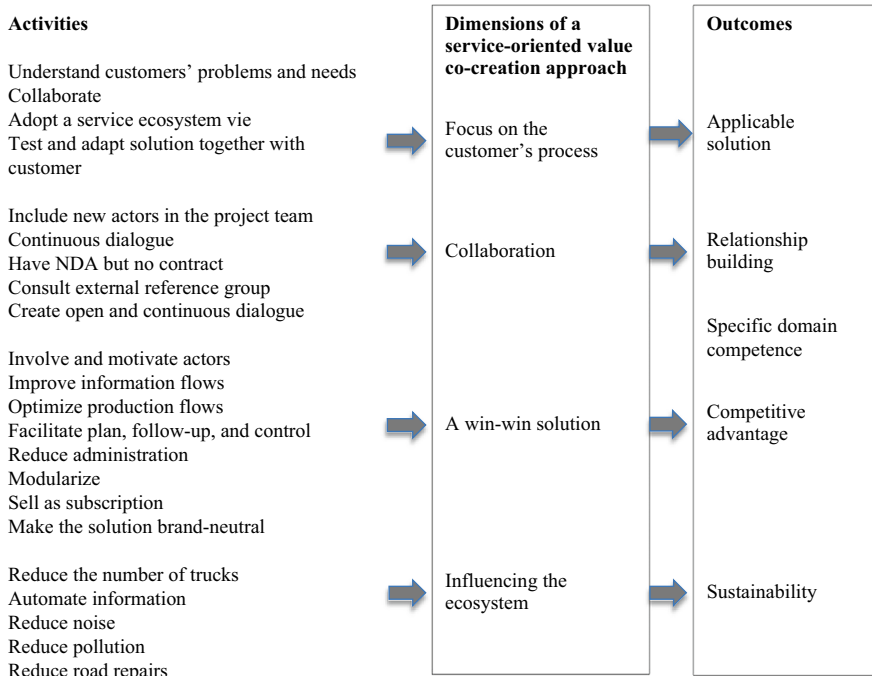 Activities
Understand customers’ problems and needs
Collaborate
Adopt a service ecosystem vie
Test and adapt solution together with
customer
Include new actors in the project team
Continuous dialogue
Have NDA but no contract
Consult external reference group
Create open and continuous dialogue
Involve and motivate actors
Improve information flows
Optimize production flows
Facilitate plan, follow-up, and control
Reduce administration
Modularize
Sell as subscription
Make the solution brand-neutral
Reduce the number of trucks
Automate information
Reduce noise
Reduce pollution
Reduce road repairs
Dimensions of a
service-oriented value
co-creation approach
Focus on the
customer’s process
Collaboration
A win-win solution
Influencing the
ecosystem
Outcomes
Applicable
solution
Relationship
building
Specific domain
competence
Competitive
advantage
Sustainability